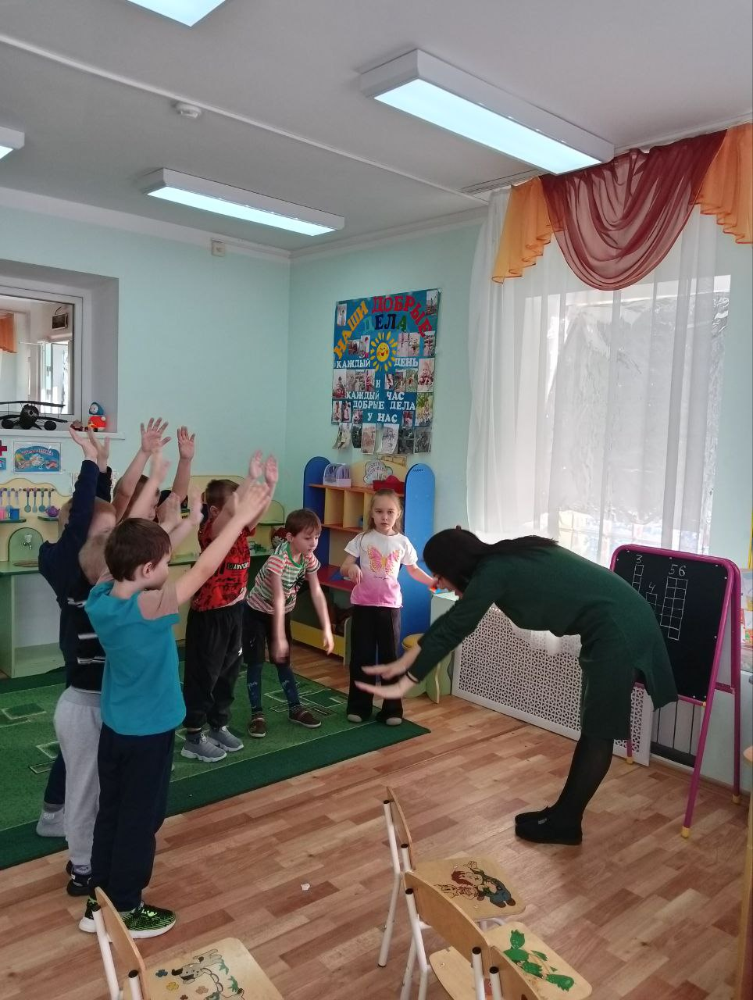 НАШИ ДОБРЫЕ
ДЕЛА
КАЖДЫЙ ДЕНЬ
И
КАЖДЫЙ ЧАС
ДОБРЫЕ ДЕЛА
У НАС
3
56
4